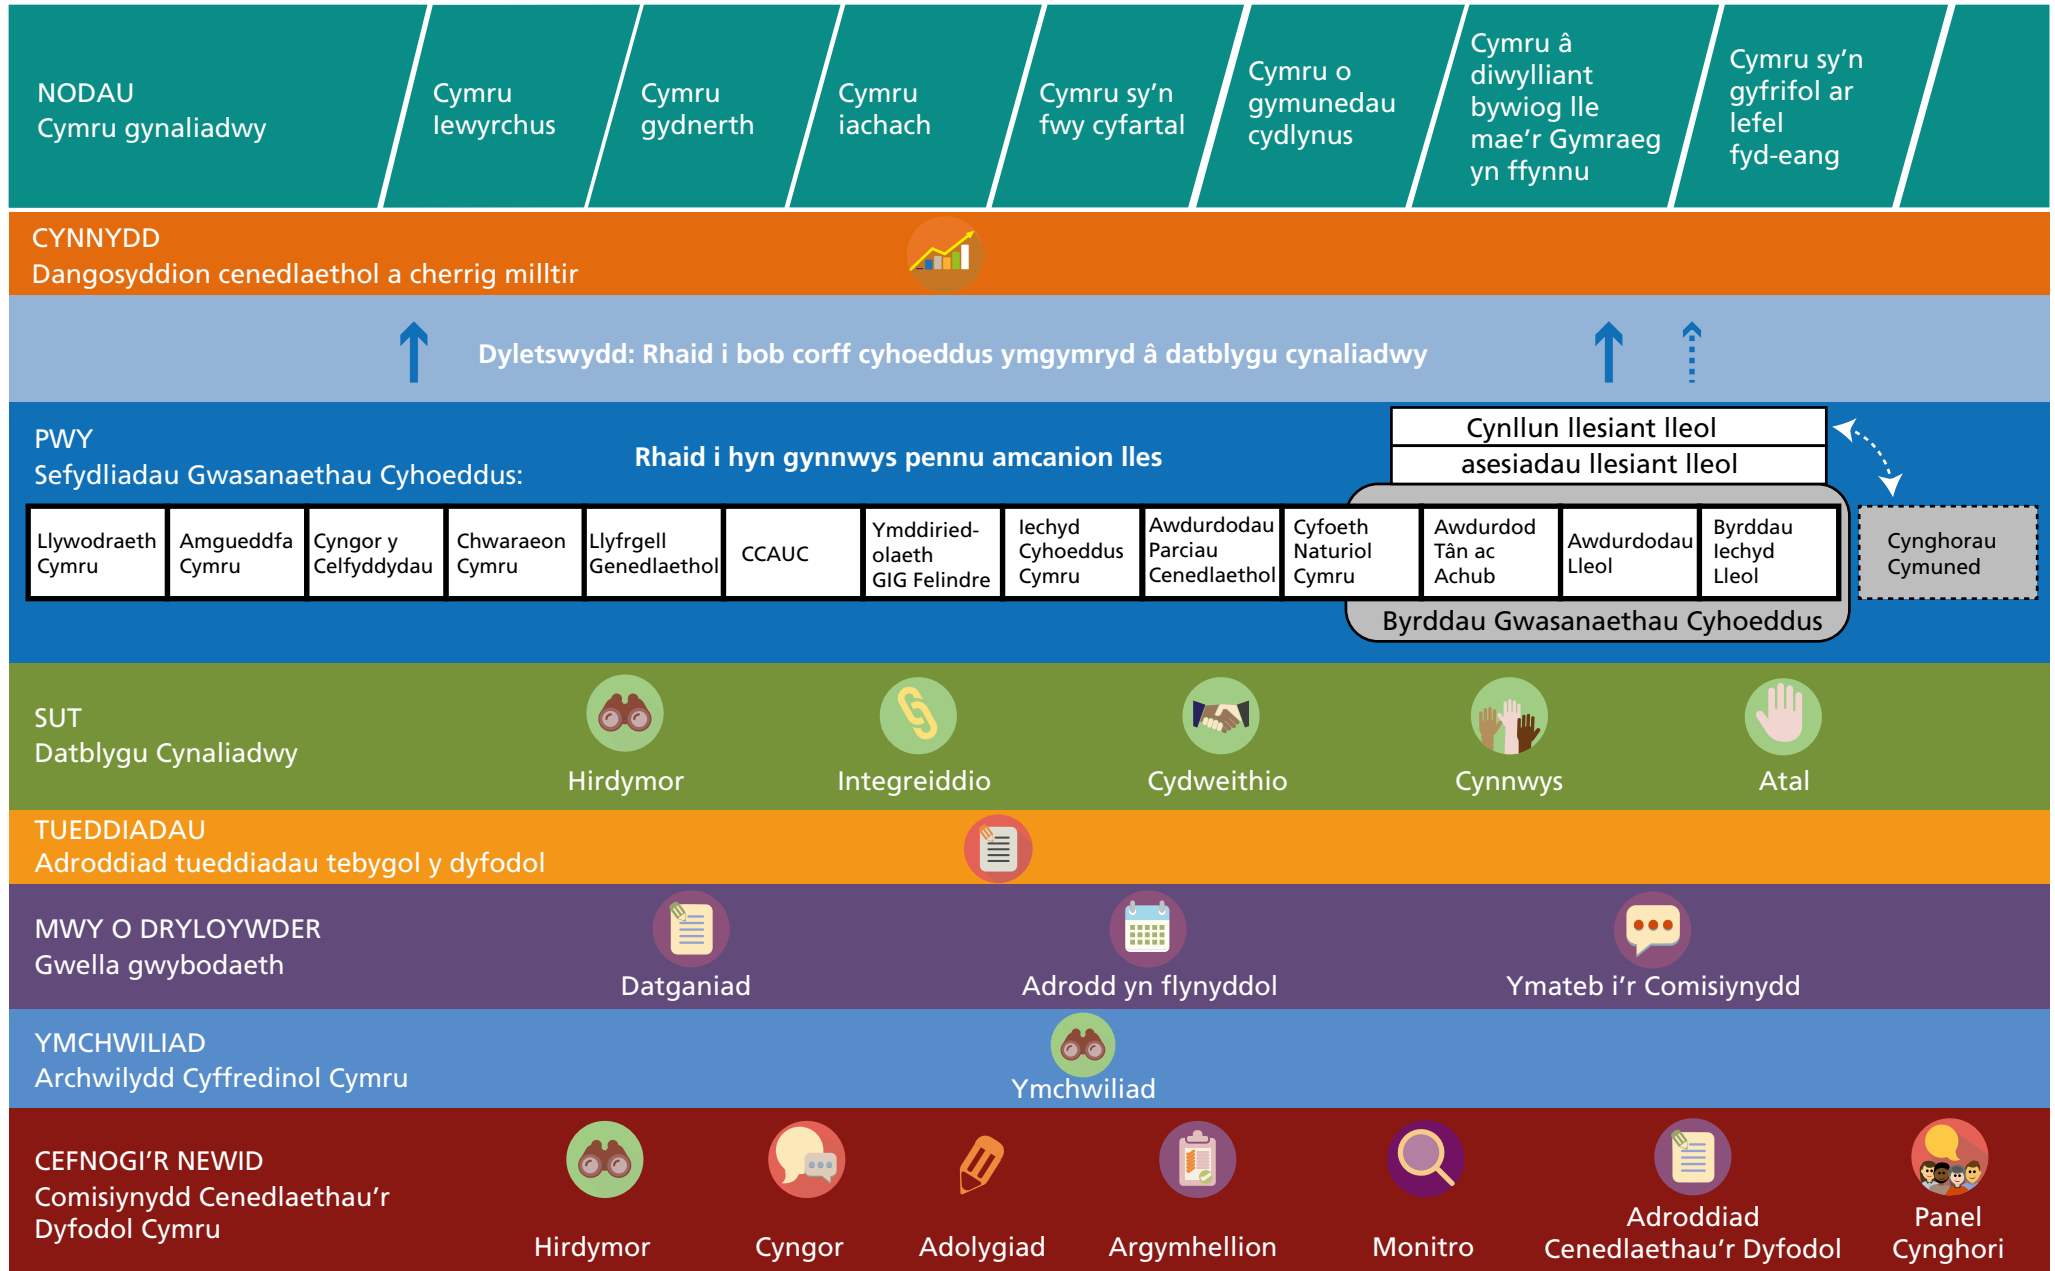 NODAU
Cymru gynaliadwy
Cymru
lewyrchus
Cymru
gydnerth
Cymru
iachach
Cymru sy’n
fwy cyfartal
Cymru o
gymunedau
cydlynus
Cymru â
diwylliant
bywiog lle
mae’r Gymraeg
yn ffynnu
Cymru sy’n
gyfrifol ar
lefel
fyd-eang
CYNNYDD
Dangosyddion cenedlaethol a cherrig milltir
Dyletswydd: Rhaid i bob corff cyhoeddus ymgymryd â datblygu cynaliadwy
PWY
Sefydliadau Gwasanaethau Cyhoeddus:
Rhaid i hyn gynnwys pennu amcanion lles
Cynllun llesiant lleol
asesiadau llesiant lleol
Llywodraeth
Cymru
Amgueddfa
Cymru
Cyngor y
Celfyddydau
Chwaraeon
Cymru
Llyfrgell
Genedlaethol
CCAUC
Ymddiried-
olaeth
GIG Felindre
Iechyd
Cyhoeddus
Cymru
Awdurdodau
Parciau
Cenedlaethol
Cyfoeth
Naturiol
Cymru
Awdurdod
Tân ac
Achub
Awdurdodau
Lleol
Byrddau
Iechyd
Lleol
Cynghorau
Cymuned
Byrddau Gwasanaethau Cyhoeddus
SUT
Datblygu Cynaliadwy
Hirdymor
Integreiddio
Cydweithio
Cynnwys
Atal
TUEDDIADAU
Adroddiad tueddiadau tebygol y dyfodol
MWY O DRYLOYWDER
Gwella gwybodaeth
Datganiad
Adrodd yn flynyddol
Ymateb i’r Comisiynydd
YMCHWILIAD
Archwilydd Cyffredinol Cymru
Ymchwiliad
CEFNOGI’R NEWID
Comisiynydd Cenedlaethau’r
Dyfodol Cymru
Hirdymor
Cyngor
Adolygiad
Argymhellion
Monitro
Adroddiad
Cenedlaethau’r Dyfodol
Panel
Cynghori